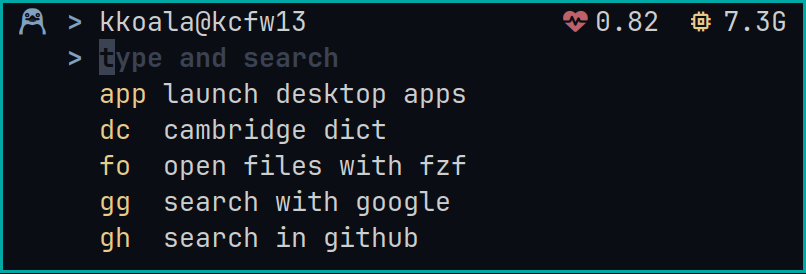 > kkoala@kcfw13 0.82 7.3G
> type and search
app launch desktop apps
dc cambridge dict
fo open files with fzf
gg search with google
gh search in github